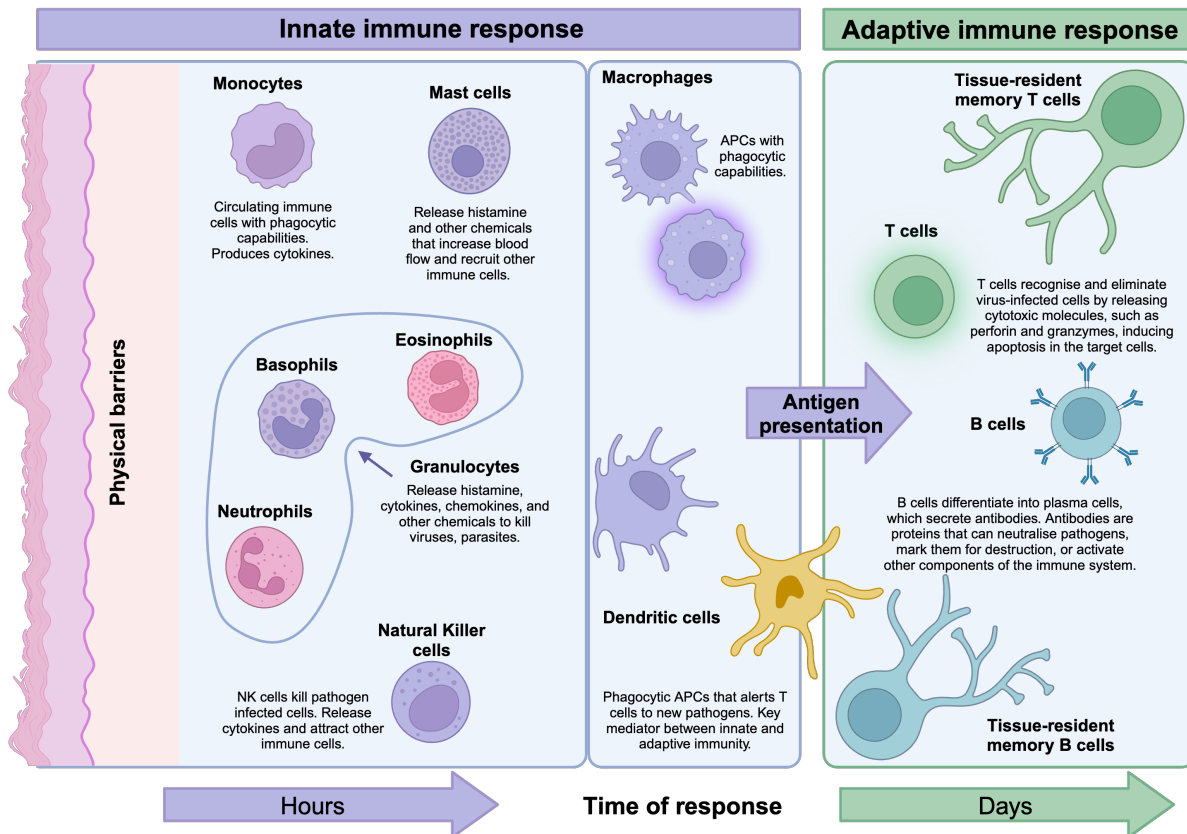 Innate immune response
Adaptive immune response
Physical barriers
Monocytes
Circulating immune
cells with phagocytic
capabilities.
Produces cytokines.
Mast cells
Release histamine
and other chemicals
that increase blood
flow and recruit other
immune cells.
Basophils
Eosinophils
Neutrophils
Granulocytes
Release histamine,
cytokines, chemokines, and
other chemicals to kill
viruses, parasites.
Natural Killer
cells
NK cells kill pathogen
infected cells. Release
cytokines and attract other
immune cells.
Macrophages
APCs with
phagocytic
capabilities.
Dendritic cells
Phagocytic APCs that alerts T
cells to new pathogens. Key
mediator between innate and
adaptive immunity.
Antigen
presentation
Tissue-resident
memory T cells
T cells
T cells recognise and eliminate
virus-infected cells by releasing
cytotoxic molecules, such as
perforin and granzymes, inducing
apoptosis in the target cells.
B cells
B cells differentiate into plasma cells,
which secrete antibodies. Antibodies are
proteins that can neutralise pathogens,
mark them for destruction, or activate
other components of the immune system.
Tissue-resident
memory B cells
Hours
Time of response
Days